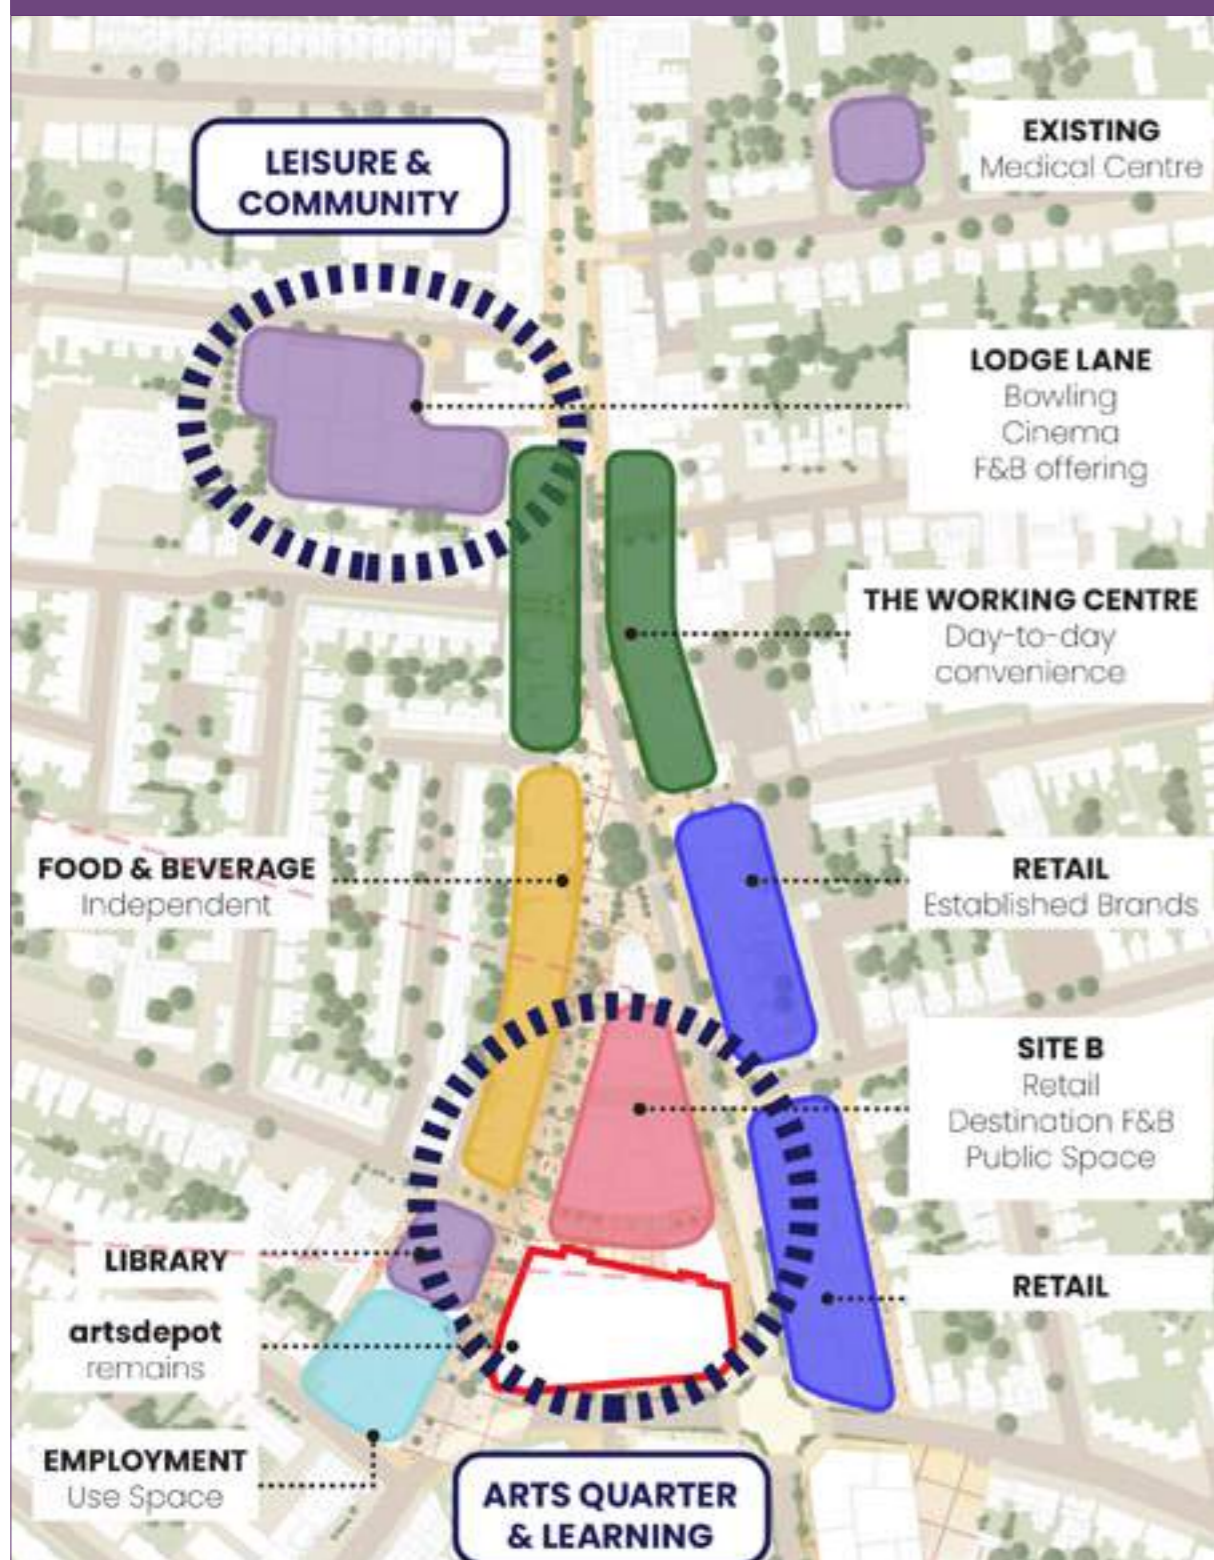 EXISTING
Medical Centre
LEISURE &
COMMUNITY
LODGE LANE
Bowling
Cinema
F&B offering
THE WORKING CENTRE
Day-to-day
convenience
FOOD & BEVERAGE
Independent
RETAIL
Established Brands
SITE B
Retail
Destination F&B
Public Space
LIBRARY
RETAIL
artsdepot
remains
EMPLOYMENT
Use Space
ARTS QUARTER
& LEARNING